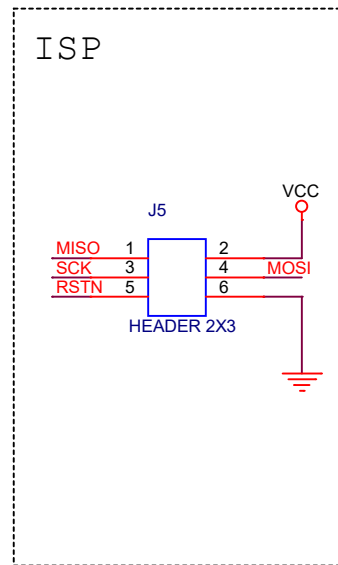 ISP
VCC
J5
MISO 1 2
SCK 3 4 MOSI
RSTN 5 6
HEADER 2X3